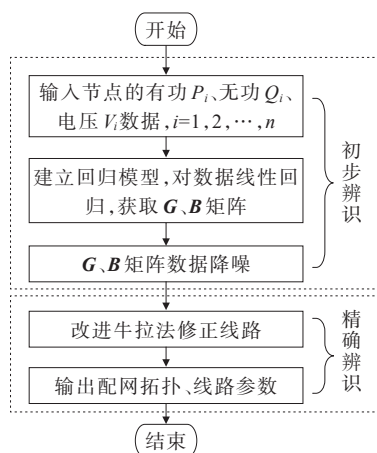 开始
输入节点的有功 Pi、无功 Qi、
电压 Vi数据,i=1,2,…,n
建立回归模型,对数据线性回
归,获取 G、B 矩阵
G、B 矩阵数据降噪
初步辨识
改进牛拉法修正线路
输出配网拓扑、线路参数
精确辨识
结束